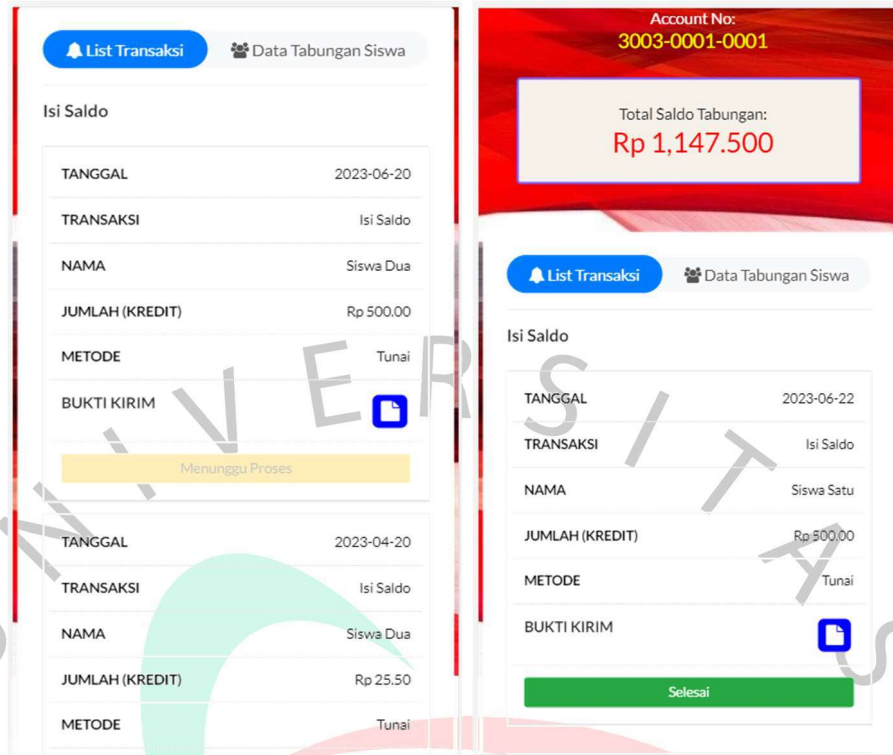 List Transaksi Data Tabungan Siswa
Isi Saldo
TANGGAL 2023-06-20
TRANSAKSI Isi Saldo
NAMA Siswa Dua
JUMLAH (KREDIT) Rp 500.00
METODE Tunai
BUKTI KIRIM
Menunggu Proses
TANGGAL 2023-04-20
TRANSAKSI Isi Saldo
NAMA Siswa Dua
JUMLAH (KREDIT) Rp 25.50
METODE Tunai
Account No:
3003-0001-0001
Total Saldo Tabungan:
Rp 1,147.500
List Transaksi Data Tabungan Siswa
Isi Saldo
TANGGAL 2023-06-22
TRANSAKSI Isi Saldo
NAMA Siswa Satu
JUMLAH (KREDIT) Rp 500.00
METODE Tunai
BUKTI KIRIM
Selesai
NIVERSITAS